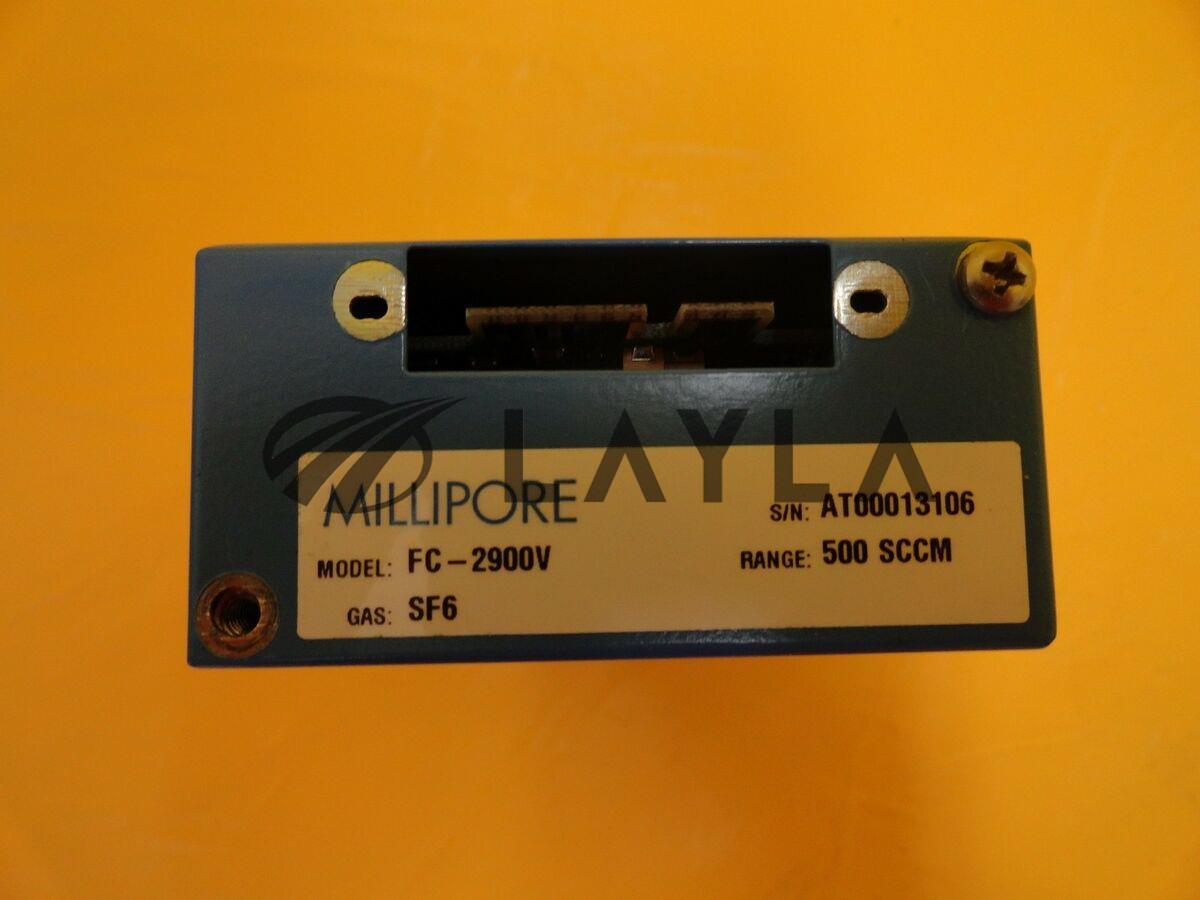 LAYLA
MILLIPORE S/N: AT00013106
MODEL: FC-2900V RANGE: 500 SCCM
GAS: SF6